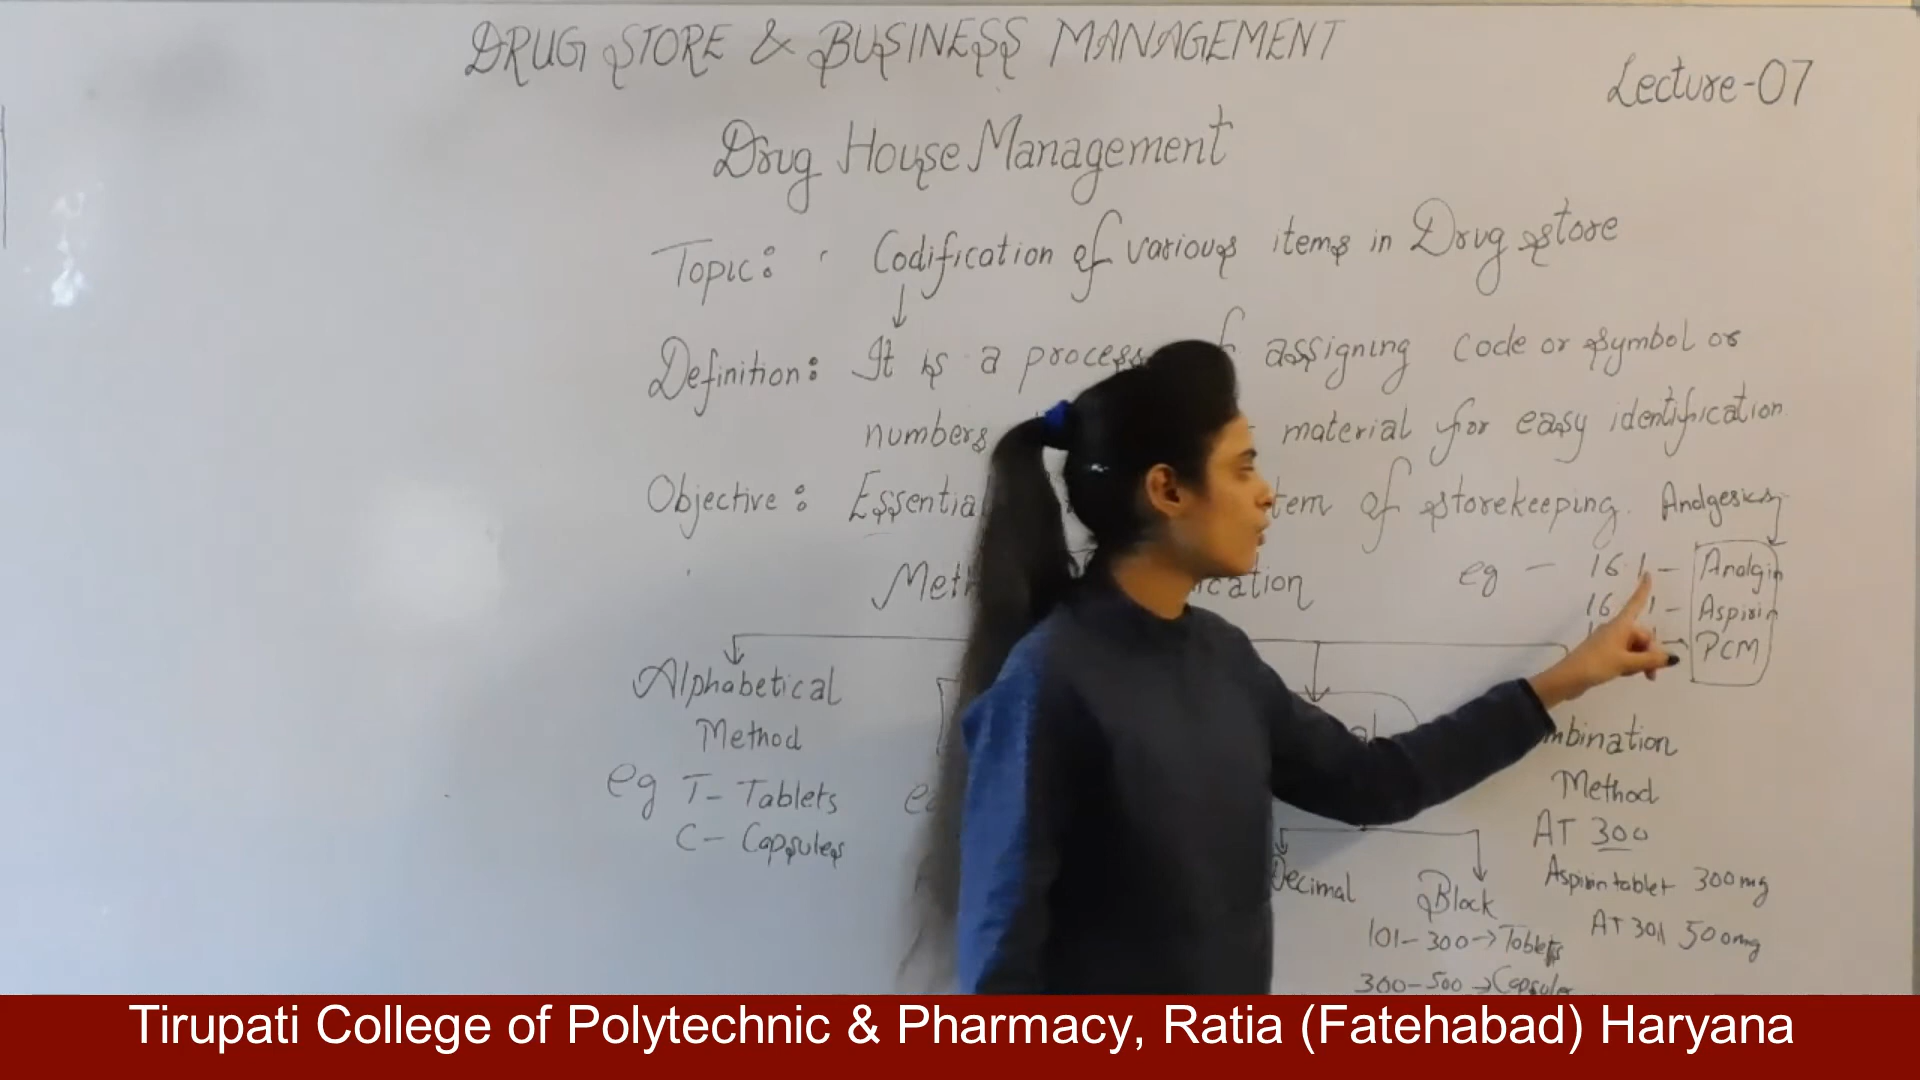 DRUG STORE & BUSINESS MANAGEMENT
Lecture-07
Drug House Management
Topic: Codification of various items in Drug store
Definition: It is a process assigning code or symbol or
numbers material for easy identification
Objective: Essential of storekeeping.
Analgesics
eg - 16.1 - Analgin
16 1 - Aspirin
PCM
Alphabetical
Method
eg T- Tablets
C- Capsules
Decimal
Block
101-300 → Tablets
300-500 → Capsules
Method
AT 300
Aspirin tablet 300mg
AT 301 500mg
Tirupati College of Polytechnic & Pharmacy, Ratia (Fatehabad) Haryana